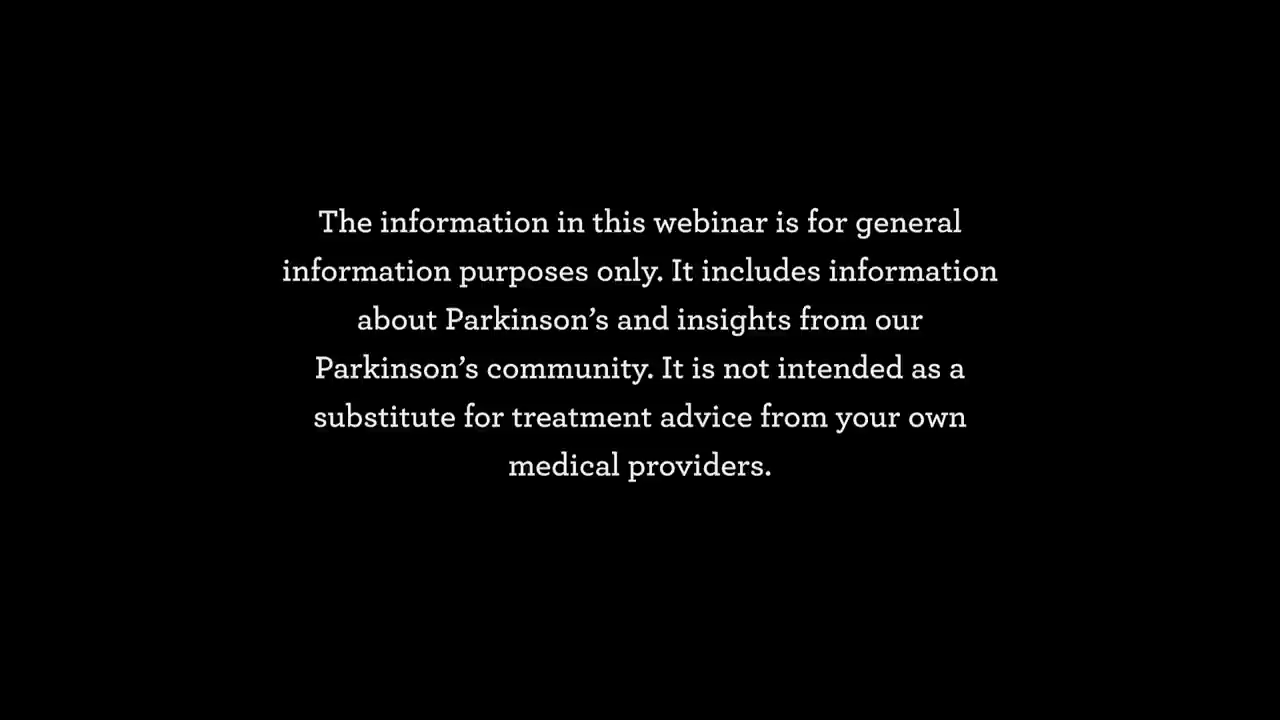 The information in this webinar is for general
information purposes only. It includes information
about Parkinson’s and insights from our
Parkinson’s community. It is not intended as a
substitute for treatment advice from your own
medical providers.